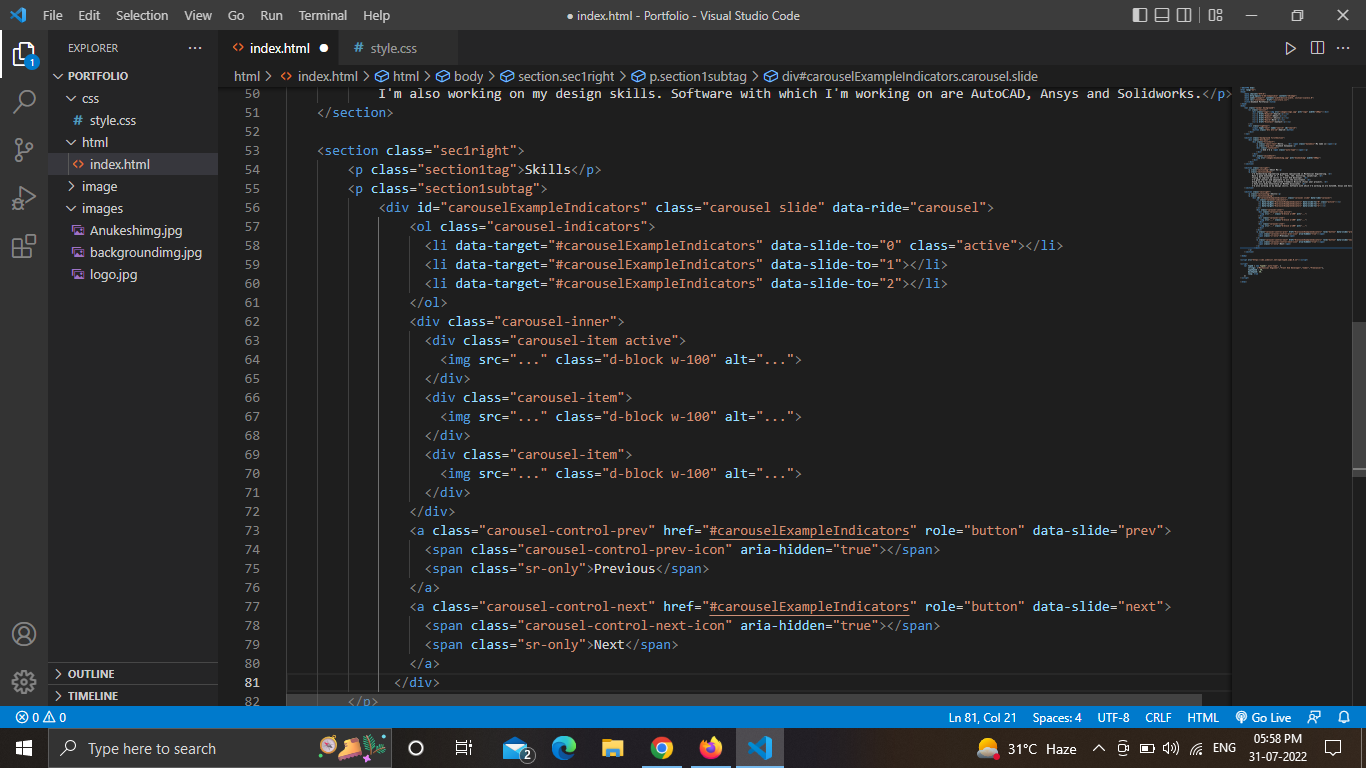 File Edit Selection View Go Run Terminal Help
● index.html - Portfolio - Visual Studio Code
EXPLORER ...
PORTFOLIO
css
# style.css
html
<> index.html
image
images
Anukeshimg.jpg
backgroundimg.jpg
logo.jpg
OUTLINE
TIMELINE
1
<> index.html ●
# style.css
html > <> index.html > html > body > section.sec1right > p.section1subtag > div#carouselExampleIndicators.carousel.slide
50 I'm also working on my design skills. Software with which I'm working on are AutoCAD, Ansys and Solidworks.</p>
51 </section>
52
53 <section class="sec1right">
54 <p class="section1tag">Skills</p>
55 <p class="section1subtag">
56 <div id="carouselExampleIndicators" class="carousel slide" data-ride="carousel">
57 <ol class="carousel-indicators">
58 <li data-target="#carouselExampleIndicators" data-slide-to="0" class="active"></li>
59 <li data-target="#carouselExampleIndicators" data-slide-to="1"></li>
60 <li data-target="#carouselExampleIndicators" data-slide-to="2"></li>
61 </ol>
62 <div class="carousel-inner">
63 <div class="carousel-item active">
64 <img src="..." class="d-block w-100" alt="...">
65 </div>
66 <div class="carousel-item">
67 <img src="..." class="d-block w-100" alt="...">
68 </div>
69 <div class="carousel-item">
70 <img src="..." class="d-block w-100" alt="...">
71 </div>
72 </div>
73 <a class="carousel-control-prev" href="#carouselExampleIndicators" role="button" data-slide="prev">
74 <span class="carousel-control-prev-icon" aria-hidden="true"></span>
75 <span class="sr-only">Previous</span>
76 </a>
77 <a class="carousel-control-next" href="#carouselExampleIndicators" role="button" data-slide="next">
78 <span class="carousel-control-next-icon" aria-hidden="true"></span>
79 <span class="sr-only">Next</span>
80 </a>
81 </div>
82 </p>
0 0 Ln 81, Col 21 Spaces: 4 UTF-8 CRLF HTML Go Live
Type here to search
2
31°C Haze
ENG
05:58 PM
31-07-2022